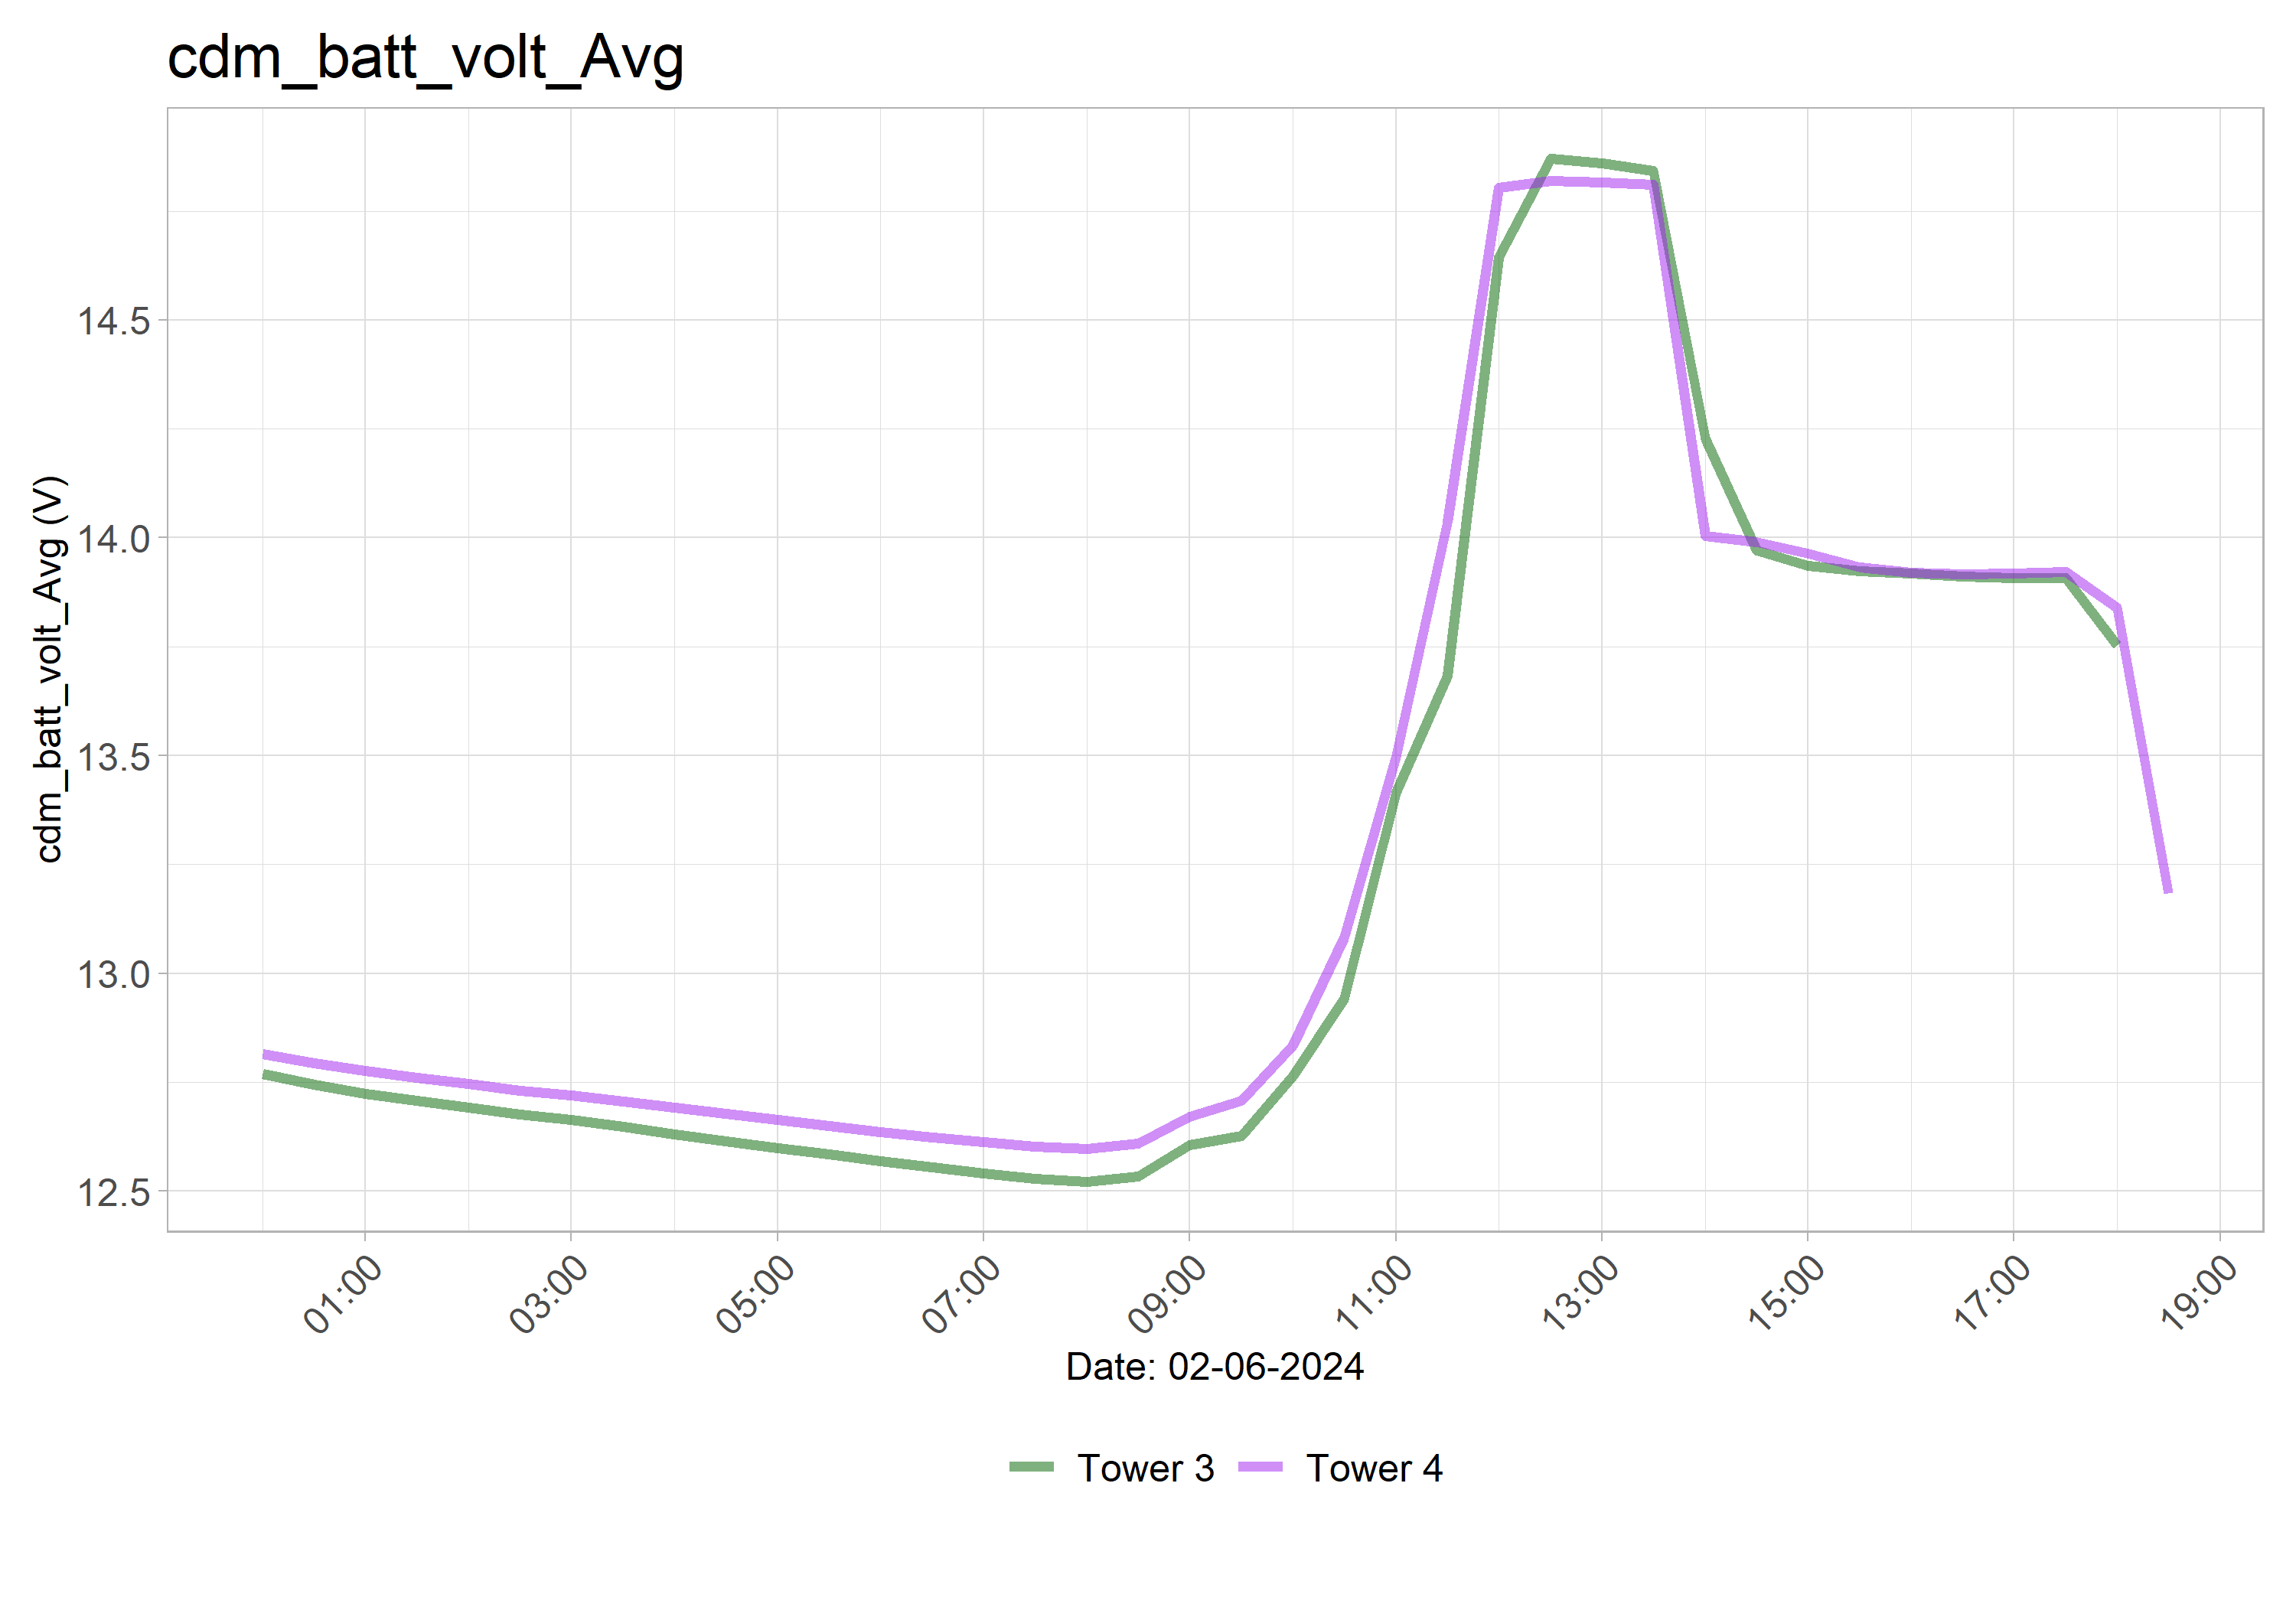 cdm_batt_volt_Avg
cdm_batt_volt_Avg (V)
14.5
14.0
13.5
13.0
12.5
01:00 03:00 05:00 07:00 09:00 11:00 13:00 15:00 17:00 19:00
Date: 02-06-2024
Tower 3 Tower 4